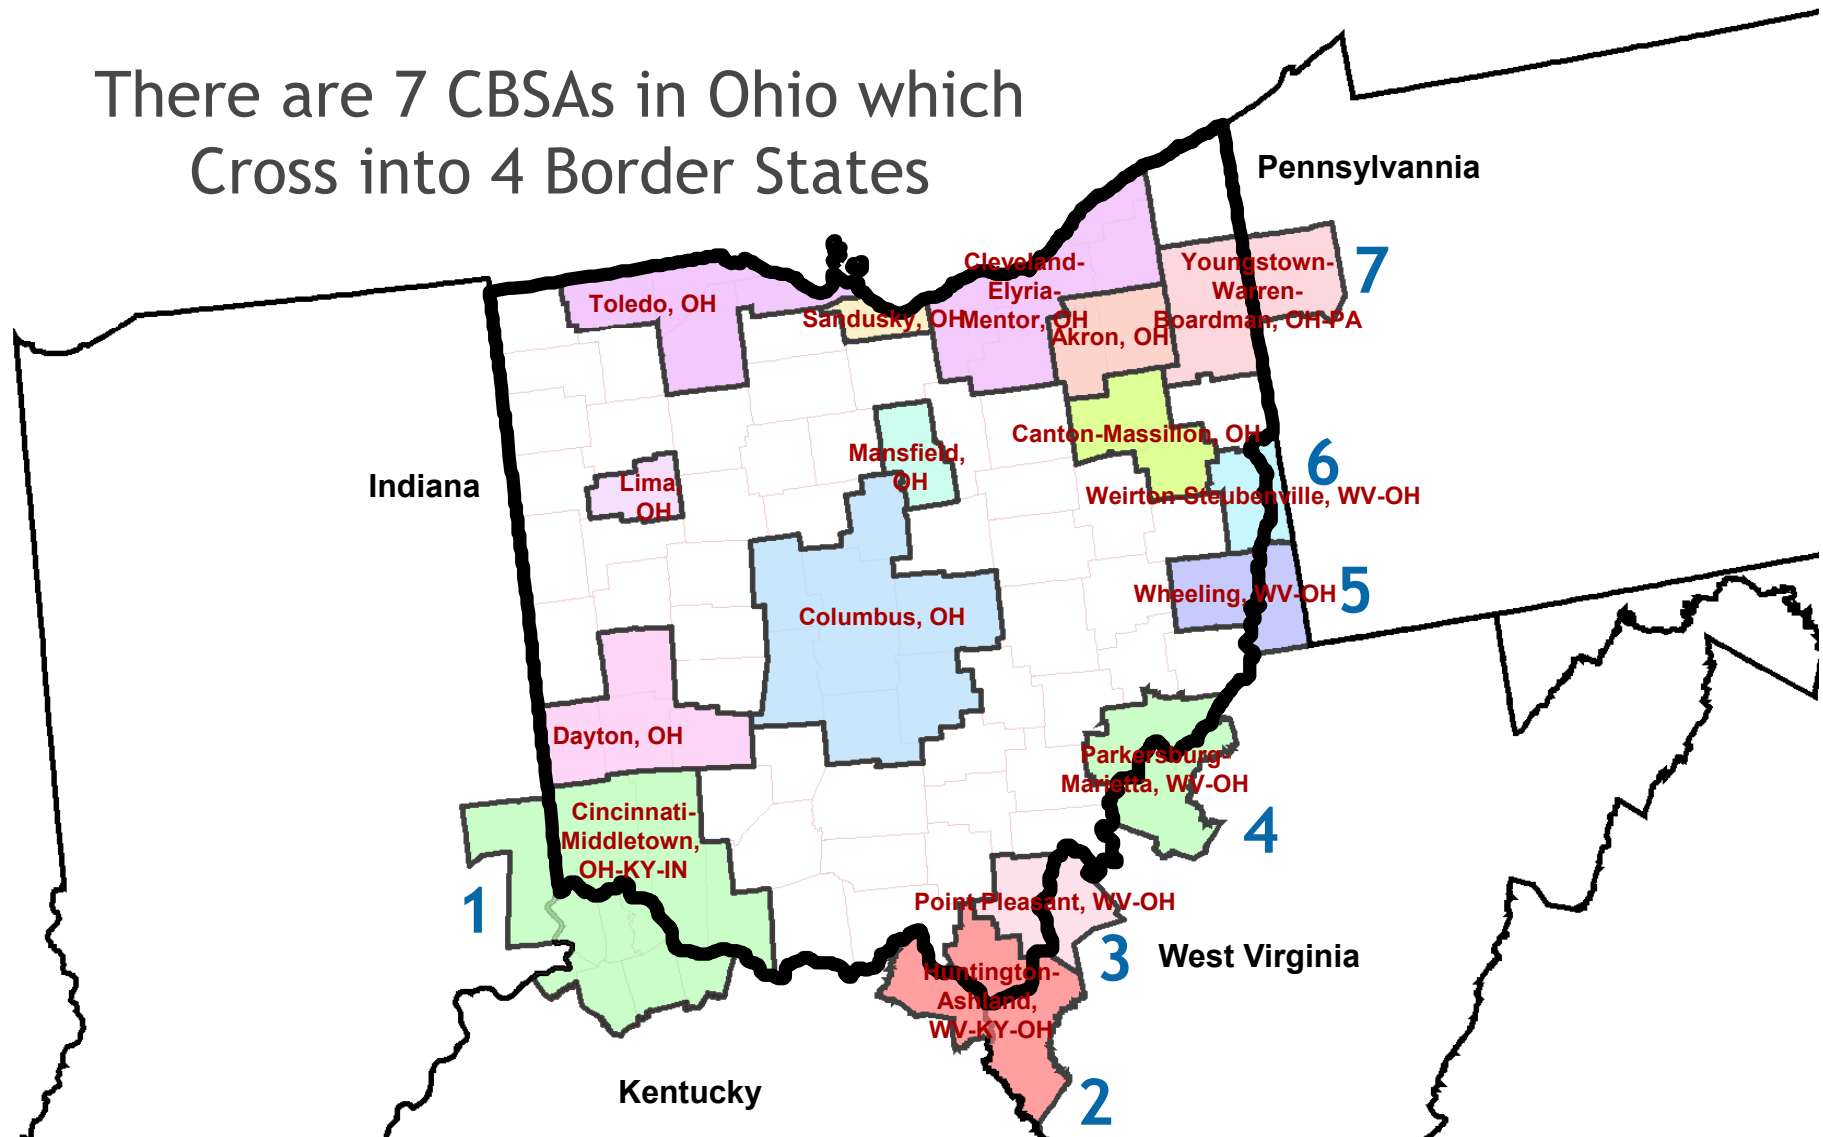 There are 7 CBSAs in Ohio which
Cross into 4 Border States
Pennsylvannia
Toledo, OH
Sandusky, OH
Cleveland-
Elyria-
Mentor, OH
Akron, OH
Youngstown-
Warren-
Boardman, OH-PA
7
Indiana
Lima,
OH
Mansfield,
OH
Canton-Massillon, OH
6
Weirton-Steubenville, WV-OH
Wheeling, WV-OH
5
Columbus, OH
Dayton, OH
Parkersburg-
Marietta, WV-OH
4
Cincinnati-
Middletown,
OH-KY-IN
1
Point Pleasant, WV-OH
3
West Virginia
Huntington-
Ashland,
WV-KY-OH
2
Kentucky